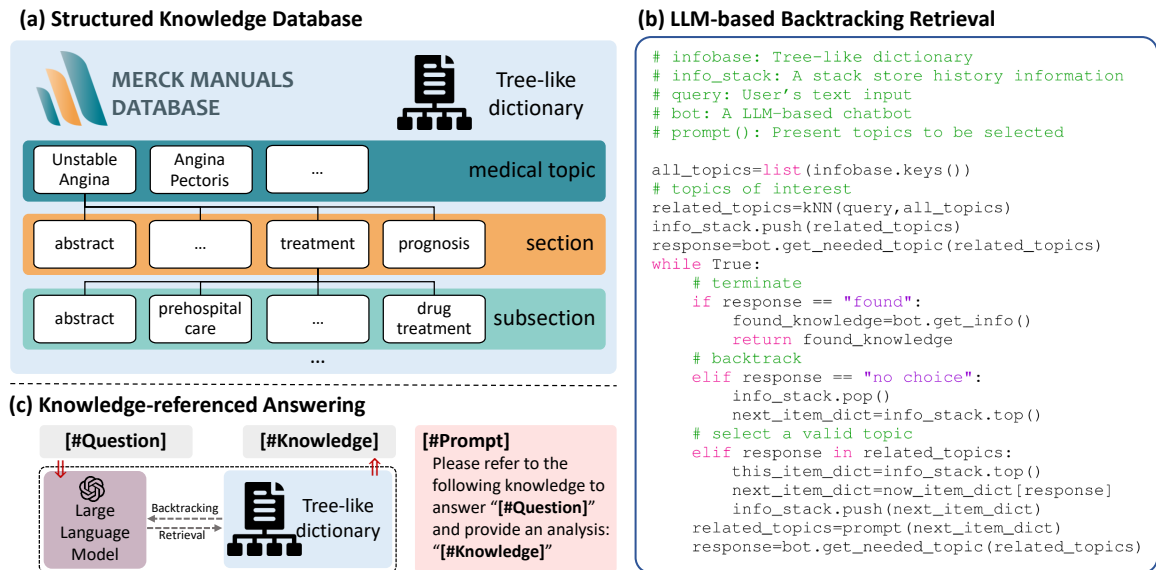 (a) Structured Knowledge Database
MERCK MANUALS
DATABASE
Tree-like
dictionary
Unstable
Angina
Angina
Pectoris
...
medical topic
abstract
...
treatment
prognosis
section
abstract
prehospital
care
...
drug
treatment
subsection
...
(c) Knowledge-referenced Answering
[#Question]
[#Knowledge]
Large
Language
Model
Backtracking
Retrieval
Tree-like
dictionary
[#Prompt]
Please refer to the
following knowledge to
answer “[#Question]”
and provide an analysis:
“[#Knowledge]”
(b) LLM-based Backtracking Retrieval
# infobase: Tree-like dictionary
# info_stack: A stack store history information
# query: User’s text input
# bot: A LLM-based chatbot
# prompt(): Present topics to be selected
all_topics=list(infobase.keys())
# topics of interest
related_topics=kNN(query,all_topics)
info_stack.push(related_topics)
response=bot.get_needed_topic(related_topics)
while True:
# terminate
if response == "found":
found_knowledge=bot.get_info()
return found_knowledge
# backtrack
elif response == "no choice":
info_stack.pop()
next_item_dict=info_stack.top()
# select a valid topic
elif response in related_topics:
this_item_dict=info_stack.top()
next_item_dict=now_item_dict[response]
info_stack.push(next_item_dict)
related_topics=prompt(next_item_dict)
response=bot.get_needed_topic(related_topics)